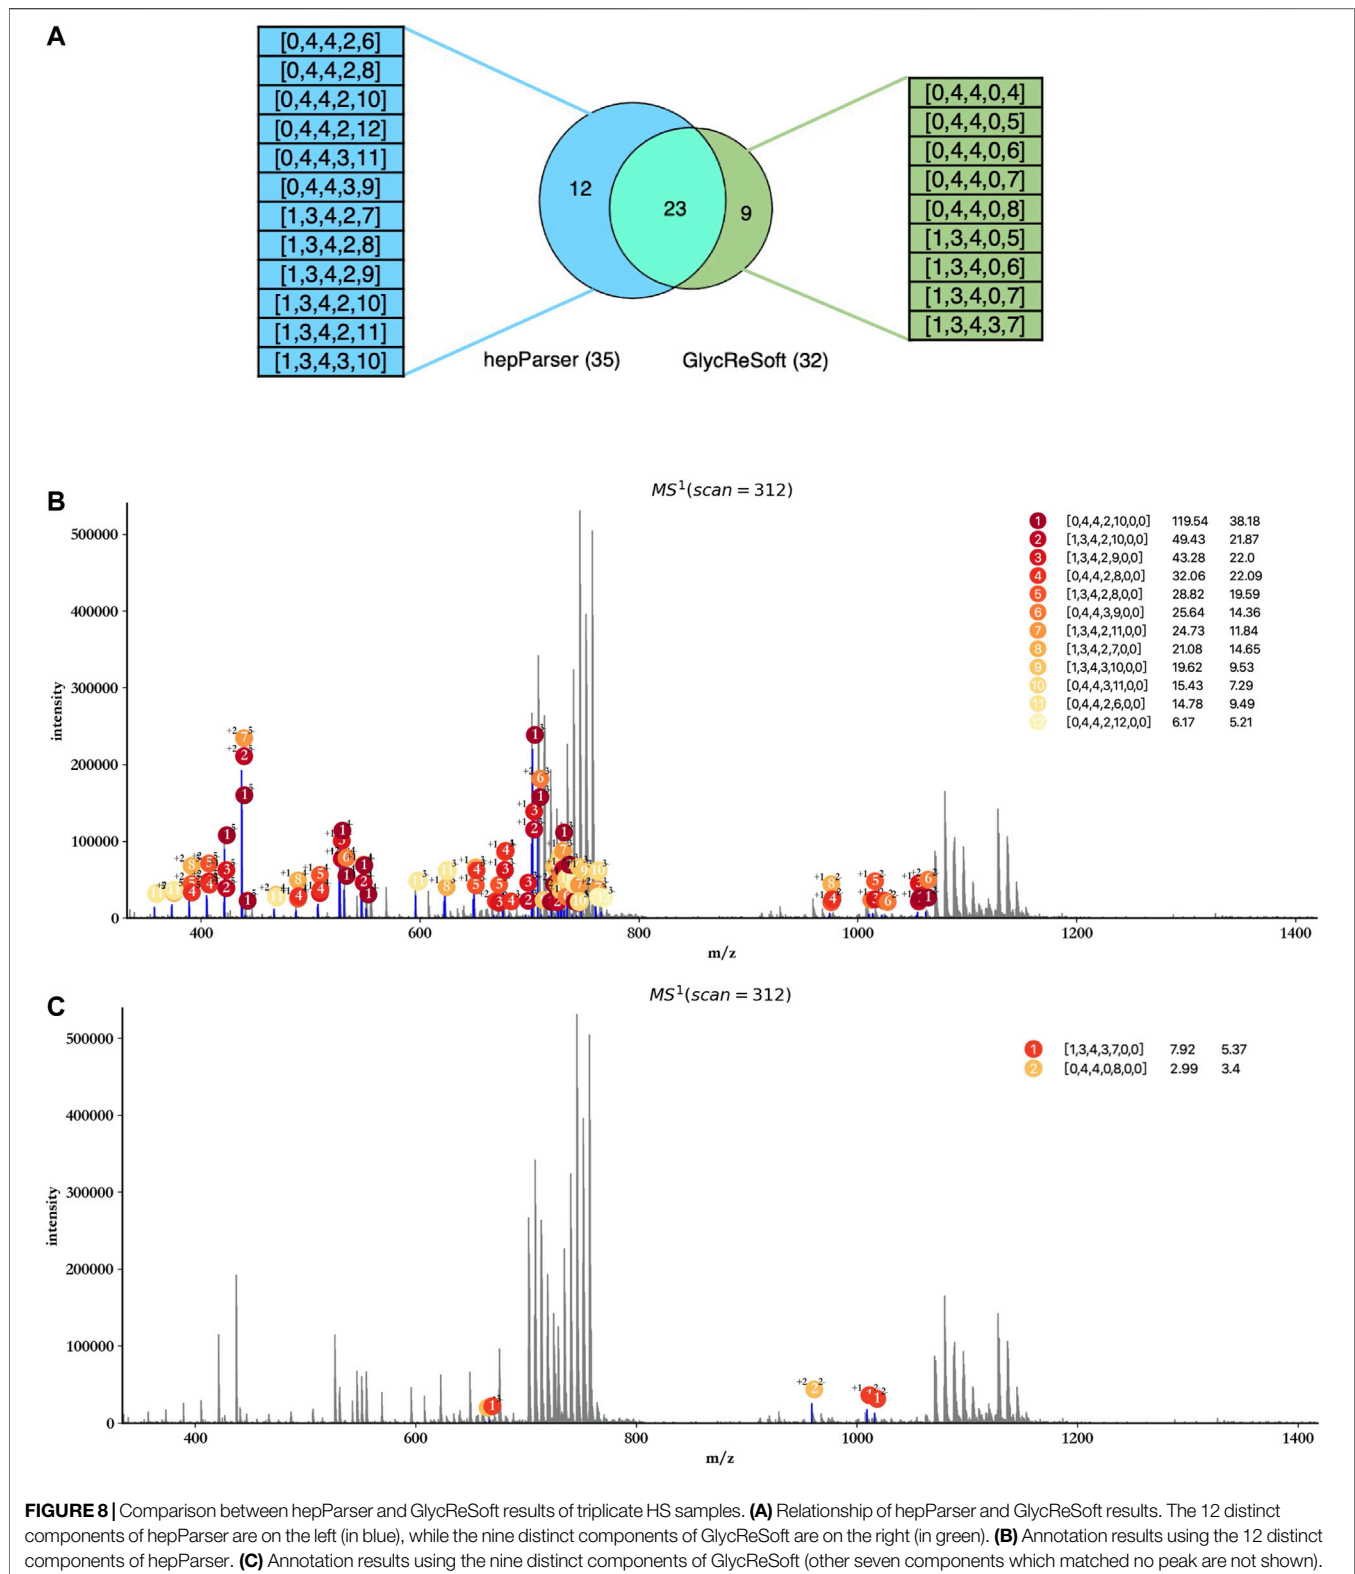 A
[0,4,4,2,6]
[0,4,4,2,8]
[0,4,4,2,10]
[0,4,4,2,12]
[0,4,4,3,11]
[0,4,4,3,9]
[1,3,4,2,7]
[1,3,4,2,8]
[1,3,4,2,9]
[1,3,4,2,10]
[1,3,4,2,11]
[1,3,4,3,10]
12
23
9
hepParser (35)
GlycReSoft (32)
[0,4,4,0,4]
[0,4,4,0,5]
[0,4,4,0,6]
[0,4,4,0,7]
[0,4,4,0,8]
[1,3,4,0,5]
[1,3,4,0,6]
[1,3,4,0,7]
[1,3,4,3,7]
B
MS¹(scan = 312)
1 [0,4,4,2,10,0,0] 119.54 38.18
2 [1,3,4,2,10,0,0] 49.43 21.87
3 [1,3,4,2,9,0,0] 43.28 22.0
4 [0,4,4,2,8,0,0] 32.06 22.09
5 [1,3,4,2,8,0,0] 28.82 19.59
6 [0,4,4,3,9,0,0] 25.64 14.36
7 [1,3,4,2,11,0,0] 24.73 11.84
8 [1,3,4,2,7,0,0] 21.08 14.65
9 [1,3,4,3,10,0,0] 19.62 9.53
10 [0,4,4,3,11,0,0] 15.43 7.29
11 [0,4,4,2,6,0,0] 14.78 9.49
12 [0,4,4,2,12,0,0] 6.17 5.21
500000
400000
300000
200000
100000
0
intensity
400 600 800 1000 1200 1400
m/z
C
MS¹(scan = 312)
1 [1,3,4,3,7,0,0] 7.92 5.37
2 [0,4,4,0,8,0,0] 2.99 3.4
500000
400000
300000
200000
100000
0
intensity
400 600 800 1000 1200 1400
m/z
FIGURE 8 | Comparison between hepParser and GlycReSoft results of triplicate HS samples. (A) Relationship of hepParser and GlycReSoft results. The 12 distinct
components of hepParser are on the left (in blue), while the nine distinct components of GlycReSoft are on the right (in green). (B) Annotation results using the 12 distinct
components of hepParser. (C) Annotation results using the nine distinct components of GlycReSoft (other seven components which matched no peak are not shown).